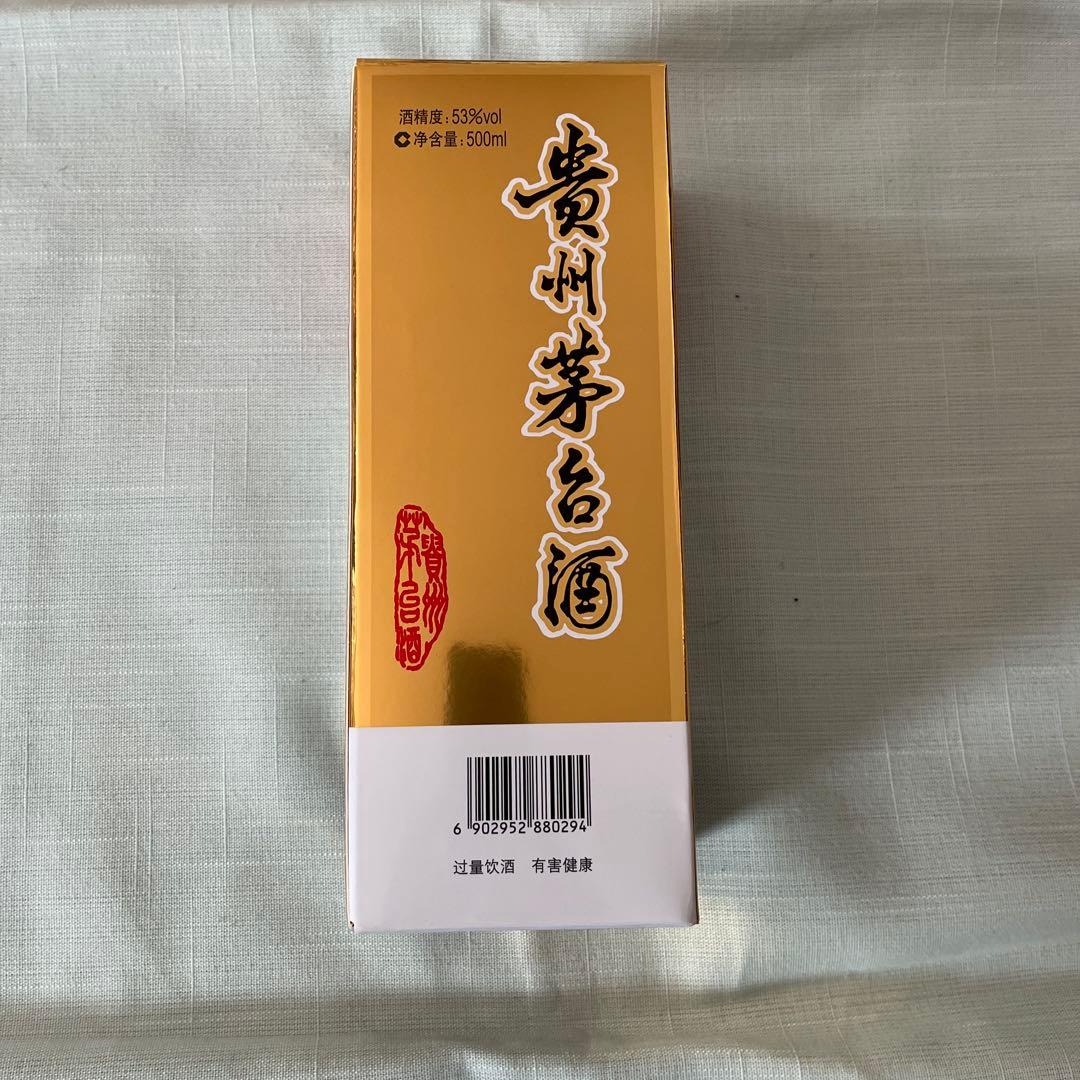 酒精度：53%vol
净含量：500ml
贵州茅台酒
貴州
茅台酒
6 902952 880294
过量饮酒 有害健康